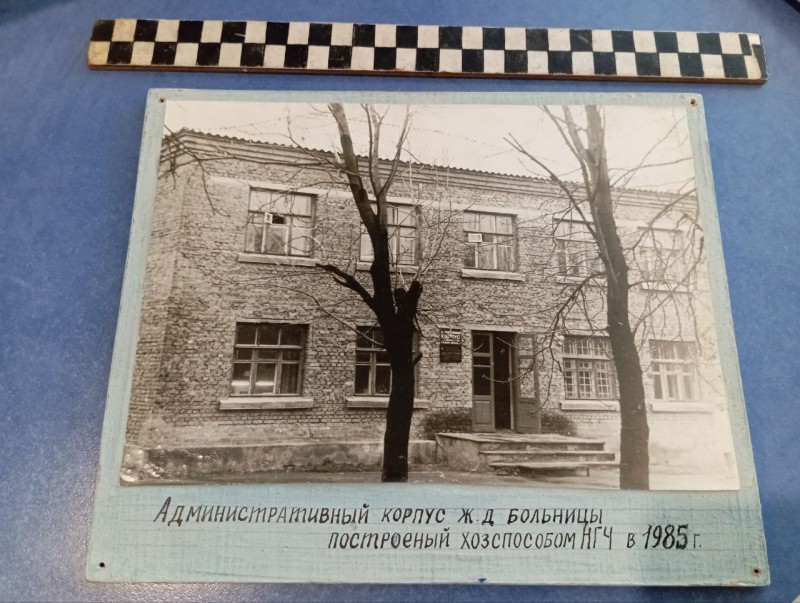 Административный корпус ж.д больницы
построеный хозспособом НГЧ в 1985 г.